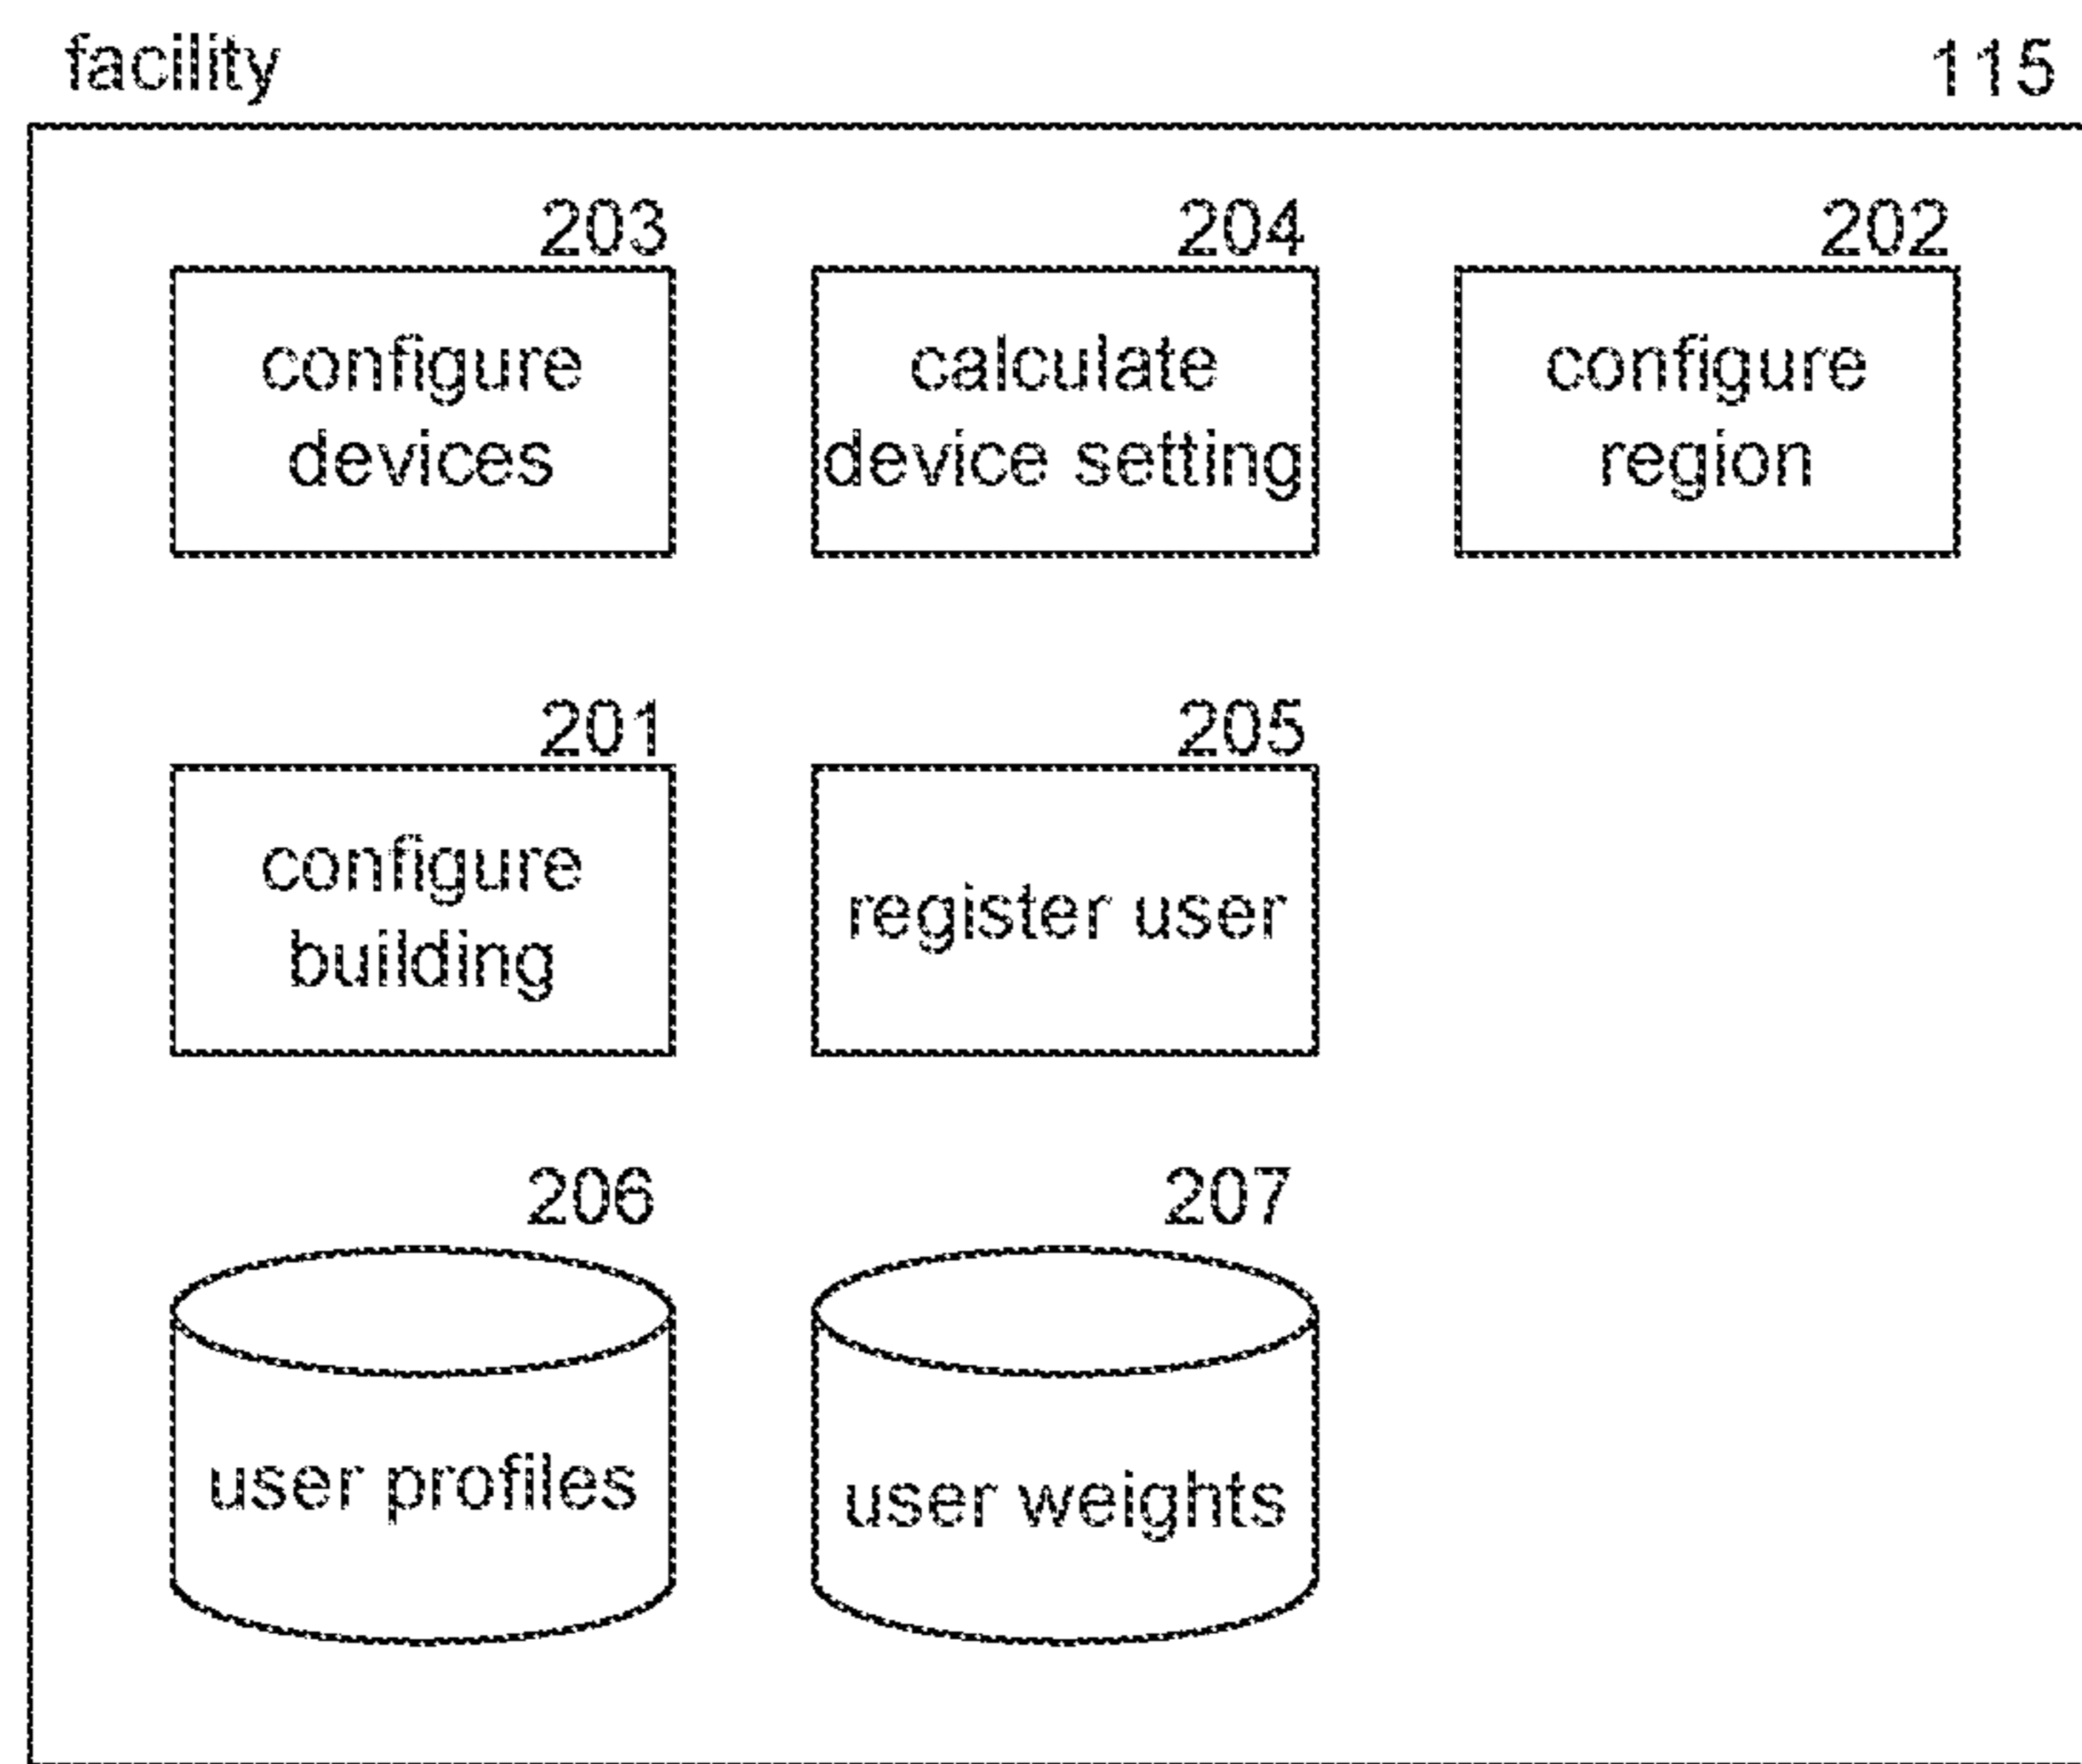 facility 115
203 204 202
configure calculate configure
devices device setting region
201 205
configure
building
register user
206 207
user profiles
user weights